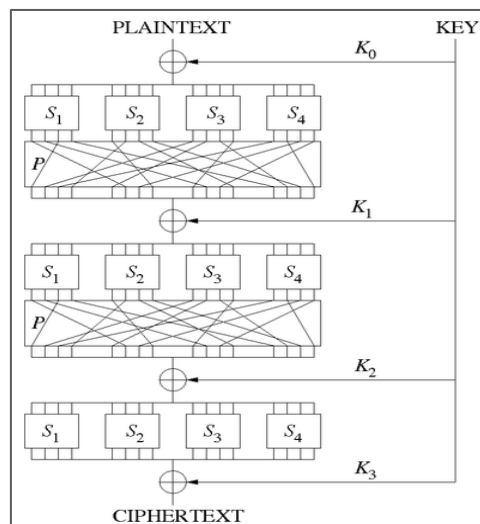 PLAINTEXT KEY
K0
S1 S2 S3 S4
P
K1
S1 S2 S3 S4
P
K2
S1 S2 S3 S4
K3
CIPHERTEXT